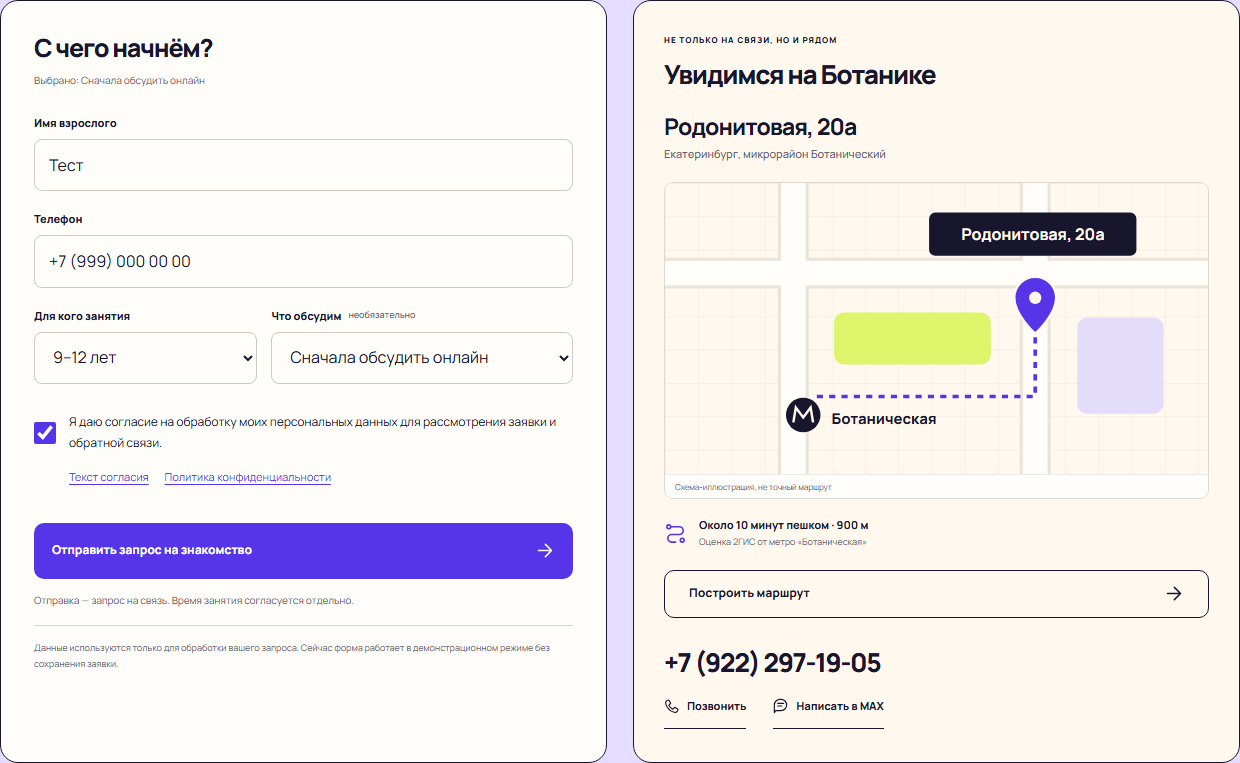 С чего начнём?
Выбрано: Сначала обсудить онлайн
Имя взрослого
Тест
Телефон
+7 (999) 000 00 00
Для кого занятия
Что обсудим необязательно
9–12 лет
Сначала обсудить онлайн
Я даю согласие на обработку моих персональных данных для рассмотрения заявки и
обратной связи.
Текст согласия
Политика конфиденциальности
Отправить запрос на знакомство
Отправка — запрос на связь. Время занятия согласуется отдельно.
Данные используются только для обработки вашего запроса. Сейчас форма работает в демонстрационном режиме без
сохранения заявки.
НЕ ТОЛЬКО НА СВЯЗИ, НО И РЯДОМ
Увидимся на Ботанике
Родонитовая, 20а
Екатеринбург, микрорайон Ботанический
Родонитовая, 20а
М Ботаническая
Схема-иллюстрация, не точный маршрут
Около 10 минут пешком · 900 м
Оценка 2ГИС от метро «Ботаническая»
Построить маршрут
+7 (922) 297-19-05
Позвонить
Написать в MAX